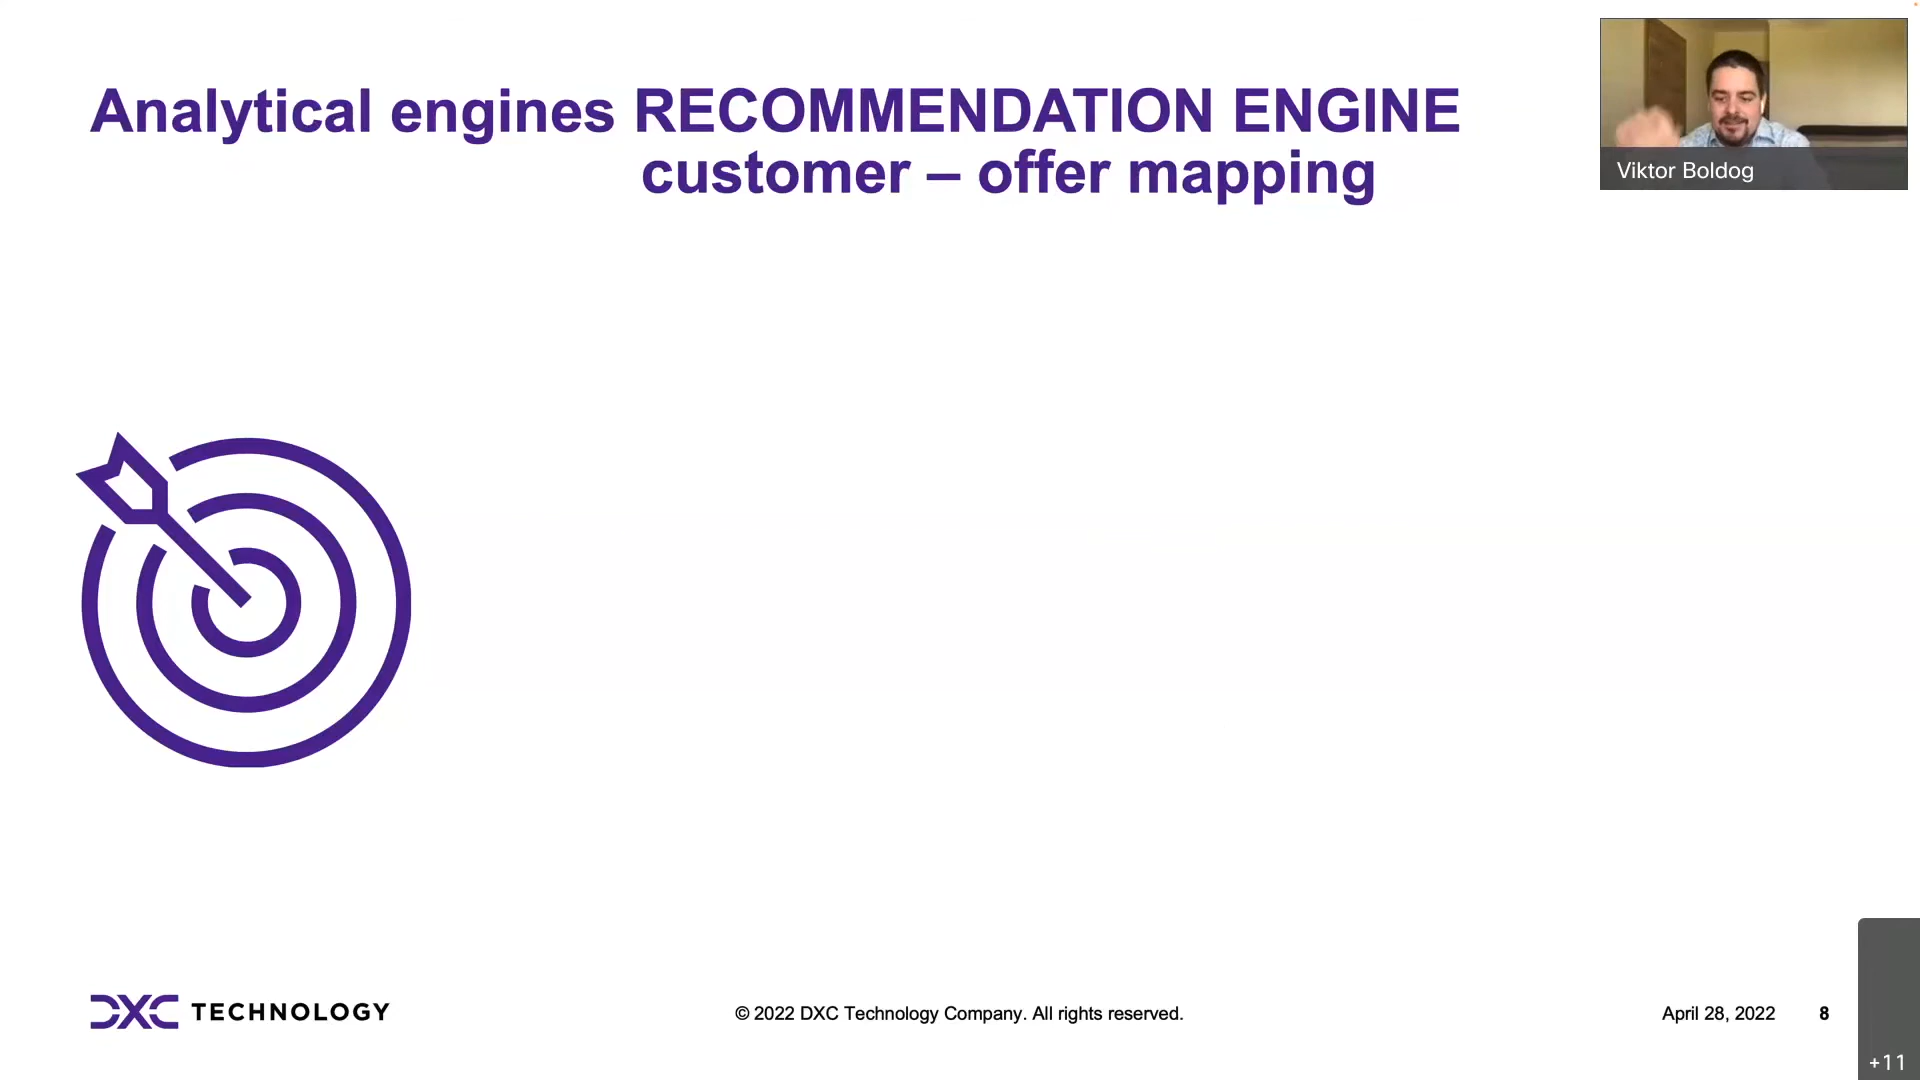 Analytical engines RECOMMENDATION ENGINE
customer – offer mapping
Viktor Boldog
DXC TECHNOLOGY
© 2022 DXC Technology Company. All rights reserved.
April 28, 2022
8
+11